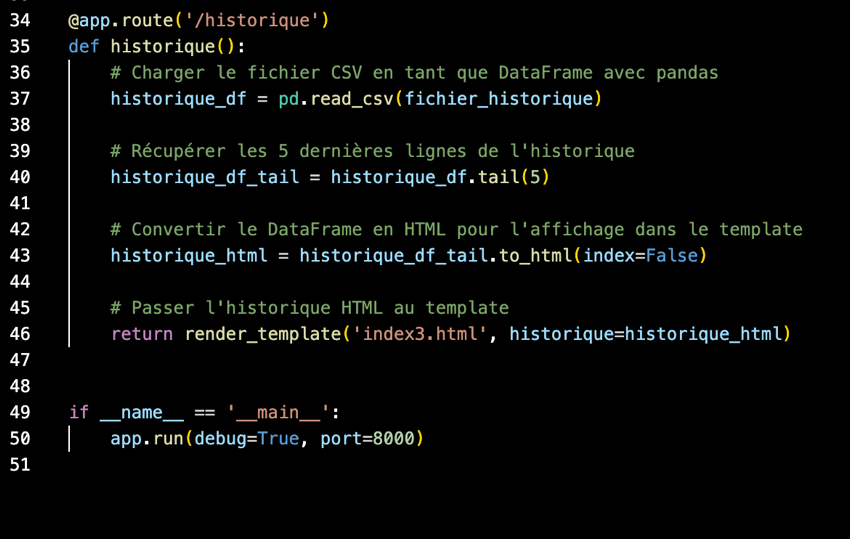 34 @app.route('/historique')
35 def historique():
36 # Charger le fichier CSV en tant que DataFrame avec pandas
37 historique_df = pd.read_csv(fichier_historique)
38
39 # Récupérer les 5 dernières lignes de l'historique
40 historique_df_tail = historique_df.tail(5)
41
42 # Convertir le DataFrame en HTML pour l'affichage dans le template
43 historique_html = historique_df_tail.to_html(index=False)
44
45 # Passer l'historique HTML au template
46 return render_template('index3.html', historique=historique_html)
47
48
49 if __name__ == '__main__':
50 app.run(debug=True, port=8000)
51